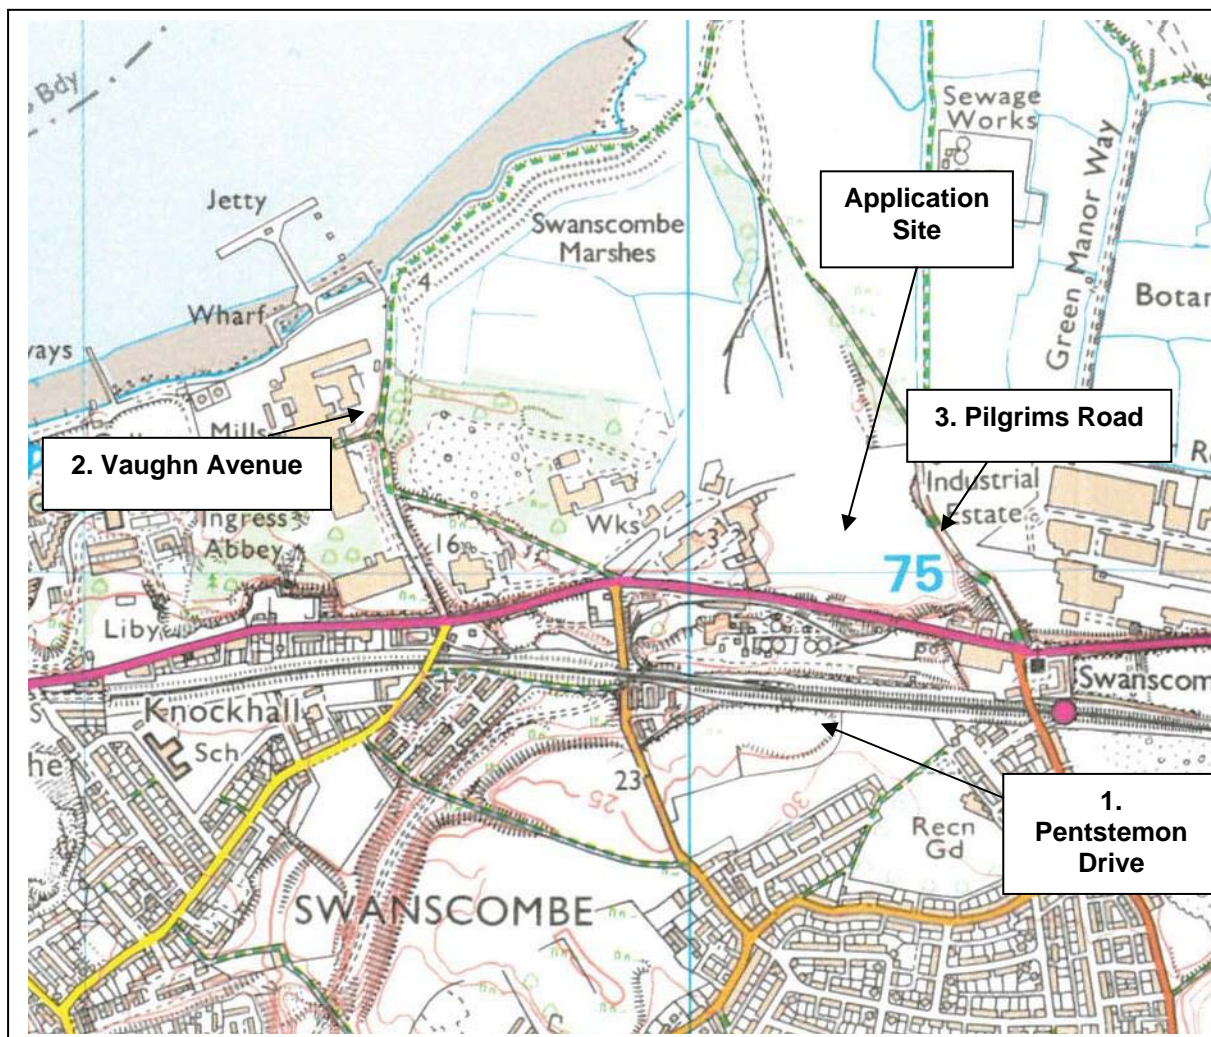 Bdy
Sewage
Works
Green Manor Way
Jetty
Application
Site
Swanscombe
Marshes
4
Botar
Wharf
ways
3. Pilgrims Road
Mills
2. Vaughn Avenue
Industrial
Estate
Ingress
Abbey
Wks
16
3
75
Liby
Swanscom
Knockhall
Sch
he
23
25
30
1.
Pentstemon
Drive
Recn
Gd
SWANSCOMBE